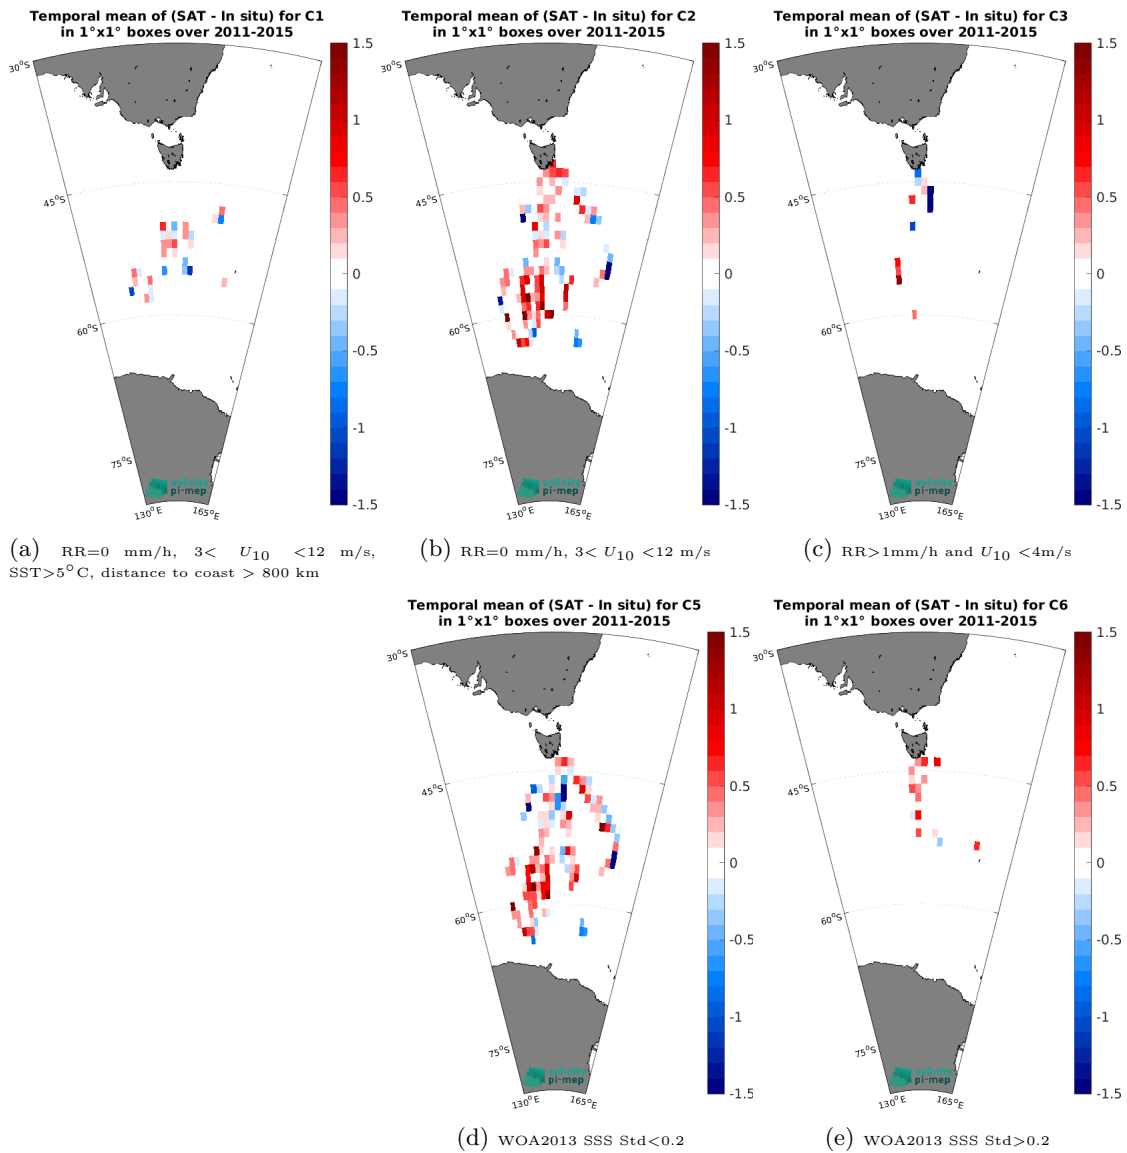 Temporal mean of (SAT - In situ) for C1
in 1°x1° boxes over 2011-2015
30°S
45°S
60°S
75°S
130°E
165°E
1.5
1
0.5
0
-0.5
-1
-1.5
salinity
pi-mep
(a) RR=0 mm/h, 3< U10 <12 m/s,
SST>5°C, distance to coast > 800 km
Temporal mean of (SAT - In situ) for C2
in 1°x1° boxes over 2011-2015
30°S
45°S
60°S
75°S
130°E
165°E
1.5
1
0.5
0
-0.5
-1
-1.5
salinity
pi-mep
(b) RR=0 mm/h, 3< U10 <12 m/s
Temporal mean of (SAT - In situ) for C3
in 1°x1° boxes over 2011-2015
30°S
45°S
60°S
75°S
130°E
165°E
1.5
1
0.5
0
-0.5
-1
-1.5
salinity
pi-mep
(c) RR>1mm/h and U10 <4m/s
Temporal mean of (SAT - In situ) for C5
in 1°x1° boxes over 2011-2015
30°S
45°S
60°S
75°S
130°E
165°E
1.5
1
0.5
0
-0.5
-1
-1.5
salinity
pi-mep
(d) WOA2013 SSS Std<0.2
Temporal mean of (SAT - In situ) for C6
in 1°x1° boxes over 2011-2015
30°S
45°S
60°S
75°S
130°E
165°E
1.5
1
0.5
0
-0.5
-1
-1.5
salinity
pi-mep
(e) WOA2013 SSS Std>0.2